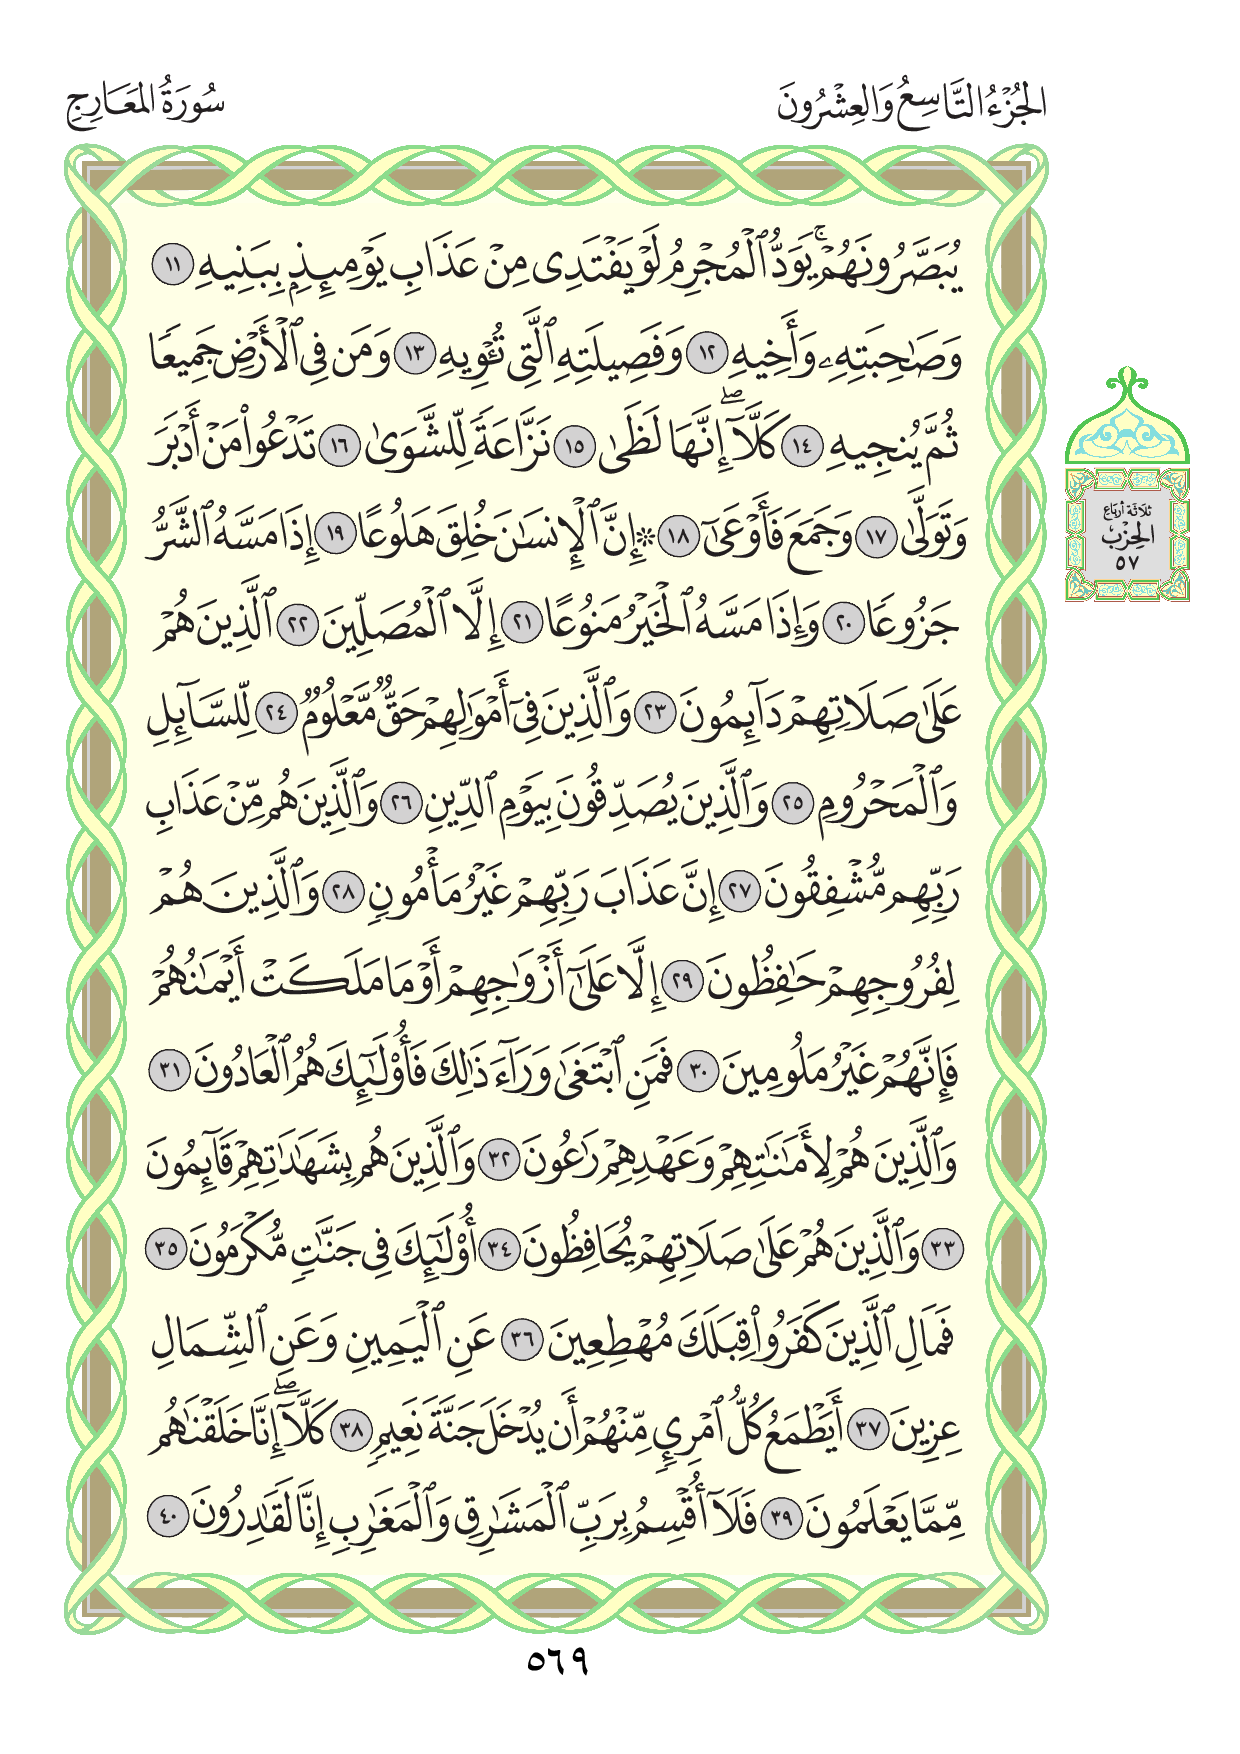 الجُزْءُ التَّاسِعُ وَالعِشْرُونَ
سُورَةُ المَعَارِجِ
يُبَصَّرُونَهُمْۚ يَوَدُّ ٱلْمُجْرِمُ لَوْ يَفْتَدِى مِنْ عَذَابِ يَوْمِئِذٍۭ بِبَنِيهِ ١١
وَصَٰحِبَتِهِۦ وَأَخِيهِ ١٢ وَفَصِيلَتِهِ ٱلَّتِى تُـْٔوِيهِ ١٣ وَمَن فِى ٱلْأَرْضِ جَمِيعًا
ثُمَّ يُنجِيهِ ١٤ كَلَّآۖ إِنَّهَا لَظَىٰ ١٥ نَزَّاعَةً لِّلشَّوَىٰ ١٦ تَدْعُوا۟ مَنْ أَدْبَرَ
وَتَوَلَّىٰ ١٧ وَجَمَعَ فَأَوْعَىٰٓ ١٨ ۞ إِنَّ ٱلْإِنسَٰنَ خُلِقَ هَلُوعًا ١٩ إِذَا مَسَّهُ ٱلشَّرُّ
جَزُوعًا ٢٠ وَإِذَا مَسَّهُ ٱلْخَيْرُ مَنُوعًا ٢١ إِلَّا ٱلْمُصَلِّينَ ٢٢ ٱلَّذِينَ هُمْ
عَلَىٰ صَلَاتِهِمْ دَآئِمُونَ ٢٣ وَٱلَّذِينَ فِىٓ أَمْوَٰلِهِمْ حَقٌّ مَّعْلُومٌ ٢٤ لِّلسَّآئِلِ
وَٱلْمَحْرُومِ ٢٥ وَٱلَّذِينَ يُصَدِّقُونَ بِيَوْمِ ٱلدِّينِ ٢٦ وَٱلَّذِينَ هُم مِّنْ عَذَابِ
رَبِّهِم مُّشْفِقُونَ ٢٧ إِنَّ عَذَابَ رَبِّهِمْ غَيْرُ مَأْمُونٍ ٢٨ وَٱلَّذِينَ هُمْ
لِفُرُوجِهِمْ حَٰفِظُونَ ٢٩ إِلَّا عَلَىٰٓ أَزْوَٰجِهِمْ أَوْ مَا مَلَكَتْ أَيْمَٰنُهُمْ
فَإِنَّهُمْ غَيْرُ مَلُومِينَ ٣٠ فَمَنِ ٱبْتَغَىٰ وَرَآءَ ذَٰلِكَ فَأُو۟لَٰٓئِكَ هُمُ ٱلْعَادُونَ ٣١
وَٱلَّذِينَ هُمْ لِأَمَٰنَٰتِهِمْ وَعَهْدِهِمْ رَٰعُونَ ٣٢ وَٱلَّذِينَ هُم بِشَهَٰدَٰتِهِمْ قَآئِمُونَ
٣٣ وَٱلَّذِينَ هُمْ عَلَىٰ صَلَاتِهِمْ يُحَافِظُونَ ٣٤ أُو۟لَٰٓئِكَ فِى جَنَّٰتٍ مُّكْرَمُونَ ٣٥
فَمَالِ ٱلَّذِينَ كَفَرُوا۟ قِبَلَكَ مُهْطِعِينَ ٣٦ عَنِ ٱلْيَمِينِ وَعَنِ ٱلشِّمَالِ
عِزِينَ ٣٧ أَيَطْمَعُ كُلُّ ٱمْرِئٍ مِّنْهُمْ أَن يُدْخَلَ جَنَّةَ نَعِيمٍ ٣٨ كَلَّآۖ إِنَّا خَلَقْنَٰهُم
مِّمَّا يَعْلَمُونَ ٣٩ فَلَآ أُقْسِمُ بِرَبِّ ٱلْمَشَٰرِقِ وَٱلْمَغَٰرِبِ إِنَّا لَقَٰدِرُونَ ٤٠
ثَلَاثَة أَربَاع
الحِزْب
٥٧
٥٦٩